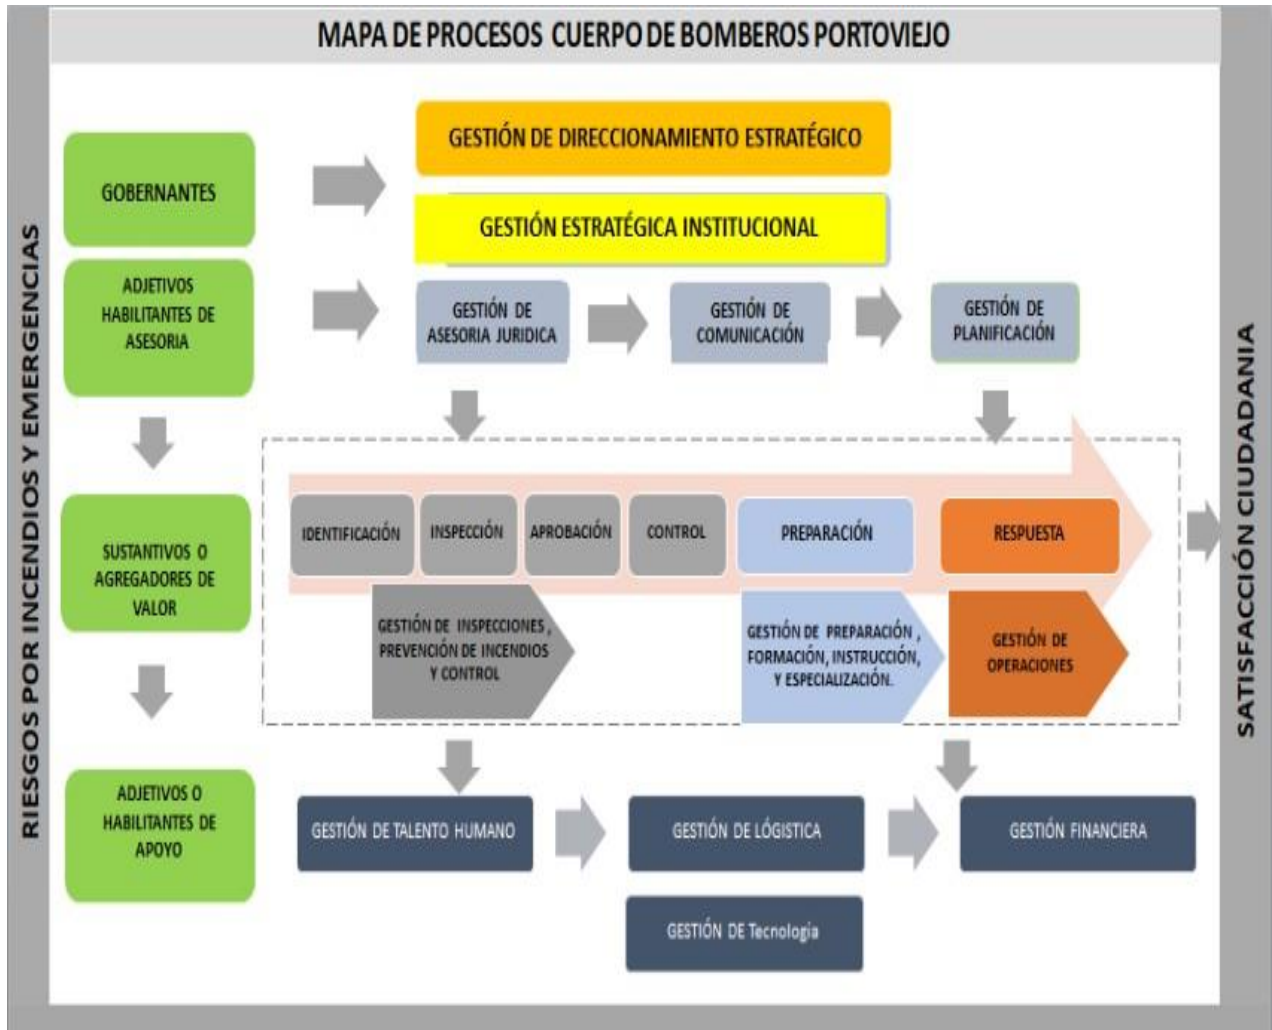 MAPA DE PROCESOS CUERPO DE BOMBEROS PORTOVIEJO
RIESGOS POR INCENDIOS Y EMERGENCIAS
GOBERNANTES
GESTIÓN DE DIRECCIONAMIENTO ESTRATÉGICO
GESTIÓN ESTRATÉGICA INSTITUCIONAL
ADJETIVOS
HABILITANTES DE
ASESORIA
GESTIÓN DE
ASESORIA JURIDICA
GESTIÓN DE
COMUNICACIÓN
GESTIÓN DE
PLANIFICACIÓN
SUSTANTIVOS O
AGREGADORES DE
VALOR
IDENTIFICACIÓN
INSPECCIÓN
APROBACIÓN
CONTROL
PREPARACIÓN
RESPUESTA
GESTIÓN DE INSPECCIONES ,
PREVENCIÓN DE INCENDIOS
Y CONTROL
GESTIÓN DE PREPARACIÓN ,
FORMACIÓN, INSTRUCCIÓN,
Y ESPECIALIZACIÓN.
GESTIÓN DE
OPERACIONES
ADJETIVOS O
HABILITANTES DE
APOYO
GESTIÓN DE TALENTO HUMANO
GESTIÓN DE LÓGISTICA
GESTIÓN FINANCIERA
GESTIÓN DE Tecnología
SATISFACCIÓN CIUDADANIA